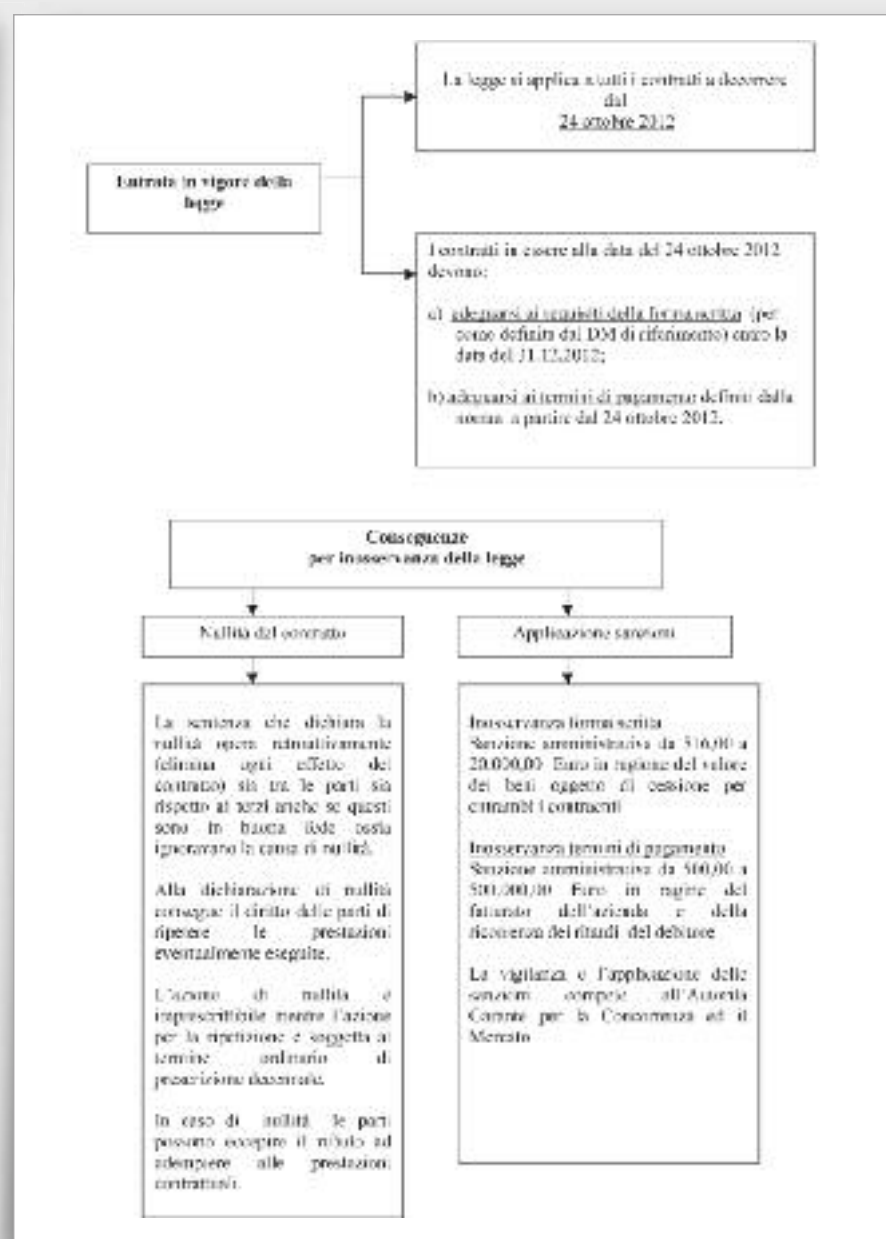 La legge si applica a tutti i contratti a decorrere
dal
24 ottobre 2012
Entrata in vigore della
legge
I contratti in essere alla data del 24 ottobre 2012
devono:
a) adeguarsi ai requisiti della forma scritta (per
come definita dal DM di riferimento) entro la
data del 31.12.2012;
b) adeguarsi ai termini di pagamento definiti dalla
norma a partire dal 24 ottobre 2012.
Conseguenze
per inosservanza della legge
Nullità del contratto
Applicazione sanzioni
La sentenza che dichiara la
nullità opera retroattivamente
(elimina ogni effetto del
contratto) sia tra le parti sia
rispetto ai terzi anche se questi
sono in buona fede ossia
ignoravano la causa di nullità.
Alla dichiarazione di nullità
consegue il diritto delle parti di
ripetere le prestazioni
eventualmente eseguite.
L'azione di nullità è
imprescrittibile mentre l'azione
per la ripetizione è soggetta al
termine ordinario di
prescrizione decennale.
In caso di nullità le parti
possono eccepire il rifiuto ad
adempiere alle prestazioni
contrattuali.
Inosservanza forma scritta
Sanzione amministrativa da 516,00 a
20.000,00 Euro in ragione del valore
dei beni oggetto di cessione per
entrambi i contraenti
Inosservanza termini di pagamento
Sanzione amministrativa da 500,00 a
500.000,00 Euro in ragine del
fatturato dell'azienda e della
ricorrenza dei ritardi del debitore
La vigilanza e l'applicazione delle
sanzioni compete all'Autorità
Garante per la Concorrenza ed il
Mercato